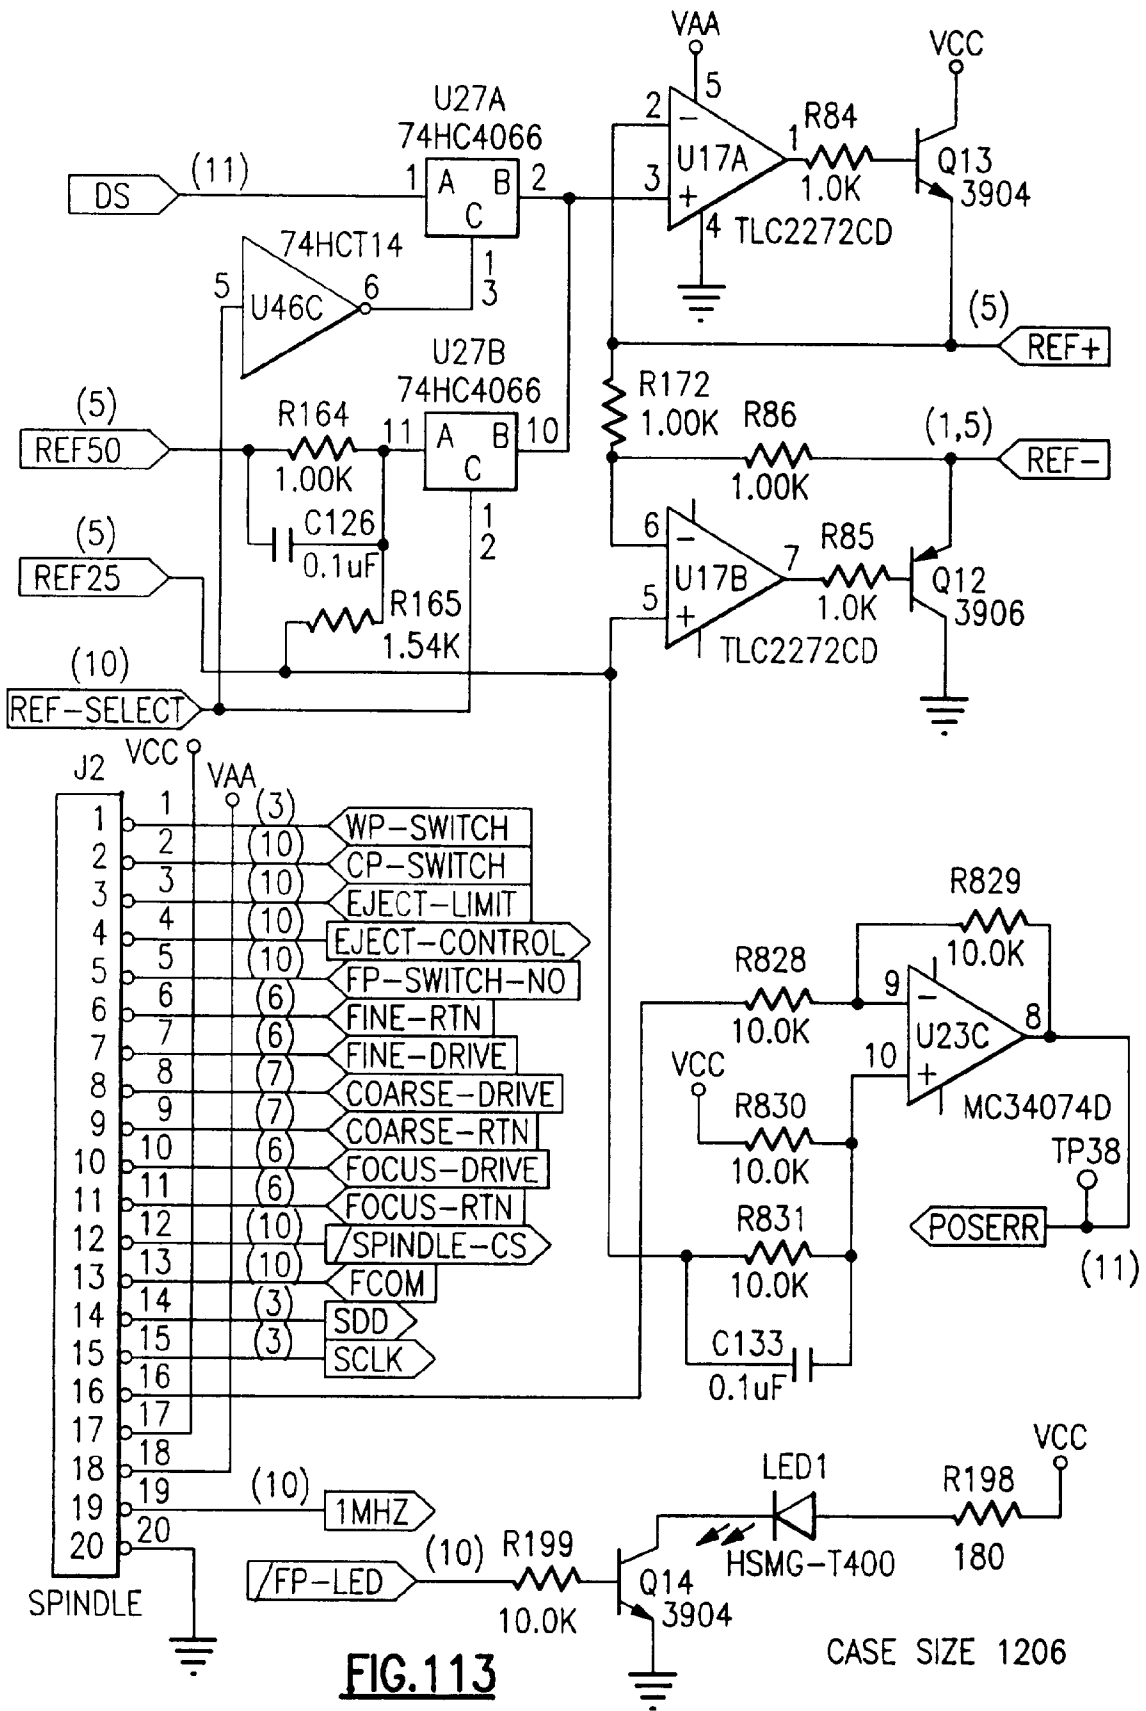 VAA
VCC
U27A
74HC4066
5
2
−
U17A
1
R84
1.0K
Q13
3904
DS
(11)
1
A
B
2
C
3
+
4
TLC2272CD
74HCT14
5
U46C
6
1
3
(5)
REF+
U27B
74HC4066
R172
1.00K
R86
1.00K
(1,5)
REF−
(5)
REF50
R164
1.00K
11
A
B
10
C
C126
0.1uF
1
2
(5)
REF25
R165
1.54K
6
−
U17B
5
+
7
TLC2272CD
R85
1.0K
Q12
3906
(10)
REF−SELECT
VCC
VAA
J2
1 1 (3) WP−SWITCH
2 2 (10) CP−SWITCH
3 3 (10) EJECT−LIMIT
4 4 (10) EJECT−CONTROL
5 5 (10) FP−SWITCH−NO
6 6 (6) FINE−RTN
7 7 (6) FINE−DRIVE
8 8 (7) COARSE−DRIVE
9 9 (7) COARSE−RTN
10 10 (6) FOCUS−DRIVE
11 11 (6) FOCUS−RTN
12 12 (10) /SPINDLE−CS
13 13 (10) FCOM
14 14 (3) SDD
15 15 (3) SCLK
16 16
17 17
18 18
19 19 (10) 1MHZ
20 20
SPINDLE
R829
10.0K
R828
10.0K
9
−
U23C
8
10
+
MC34074D
VCC
R830
10.0K
TP38
R831
10.0K
POSERR
(11)
C133
0.1uF
VCC
LED1
HSMG−T400
R198
180
/FP−LED
(10)
R199
10.0K
Q14
3904
CASE SIZE 1206
FIG.113